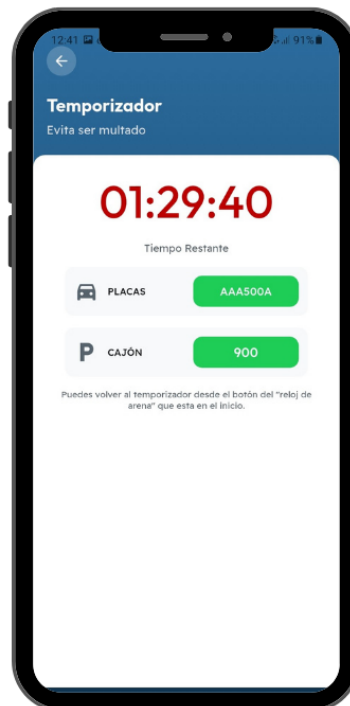 12:41
91%
Temporizador
Evita ser multado
01:29:40
Tiempo Restante
PLACAS AAA500A
P CAJÓN 900
Puedes volver al temporizador desde el botón del "reloj de
arena" que esta en el inicio.